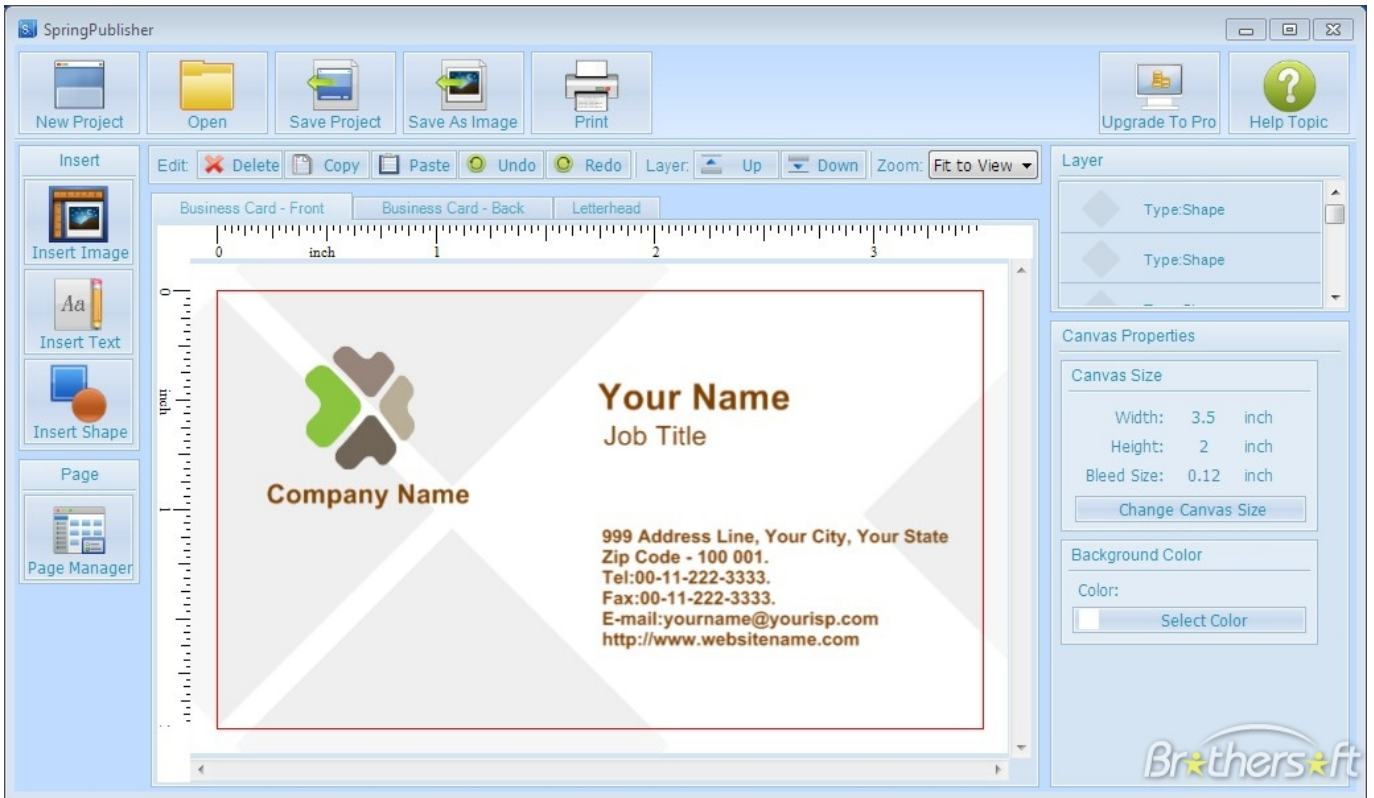 SpringPublisher
New Project
Open
Save Project
Save As Image
Print
Upgrade To Pro
Help Topic
Insert
Insert Image
Insert Text
Insert Shape
Page
Page Manager
Edit: Delete Copy Paste Undo Redo Layer: Up Down Zoom: Fit to View
Business Card - Front
Business Card - Back
Letterhead
0 inch 1 2 3
0
inch
1
Aa
Company Name
Your Name
Job Title
999 Address Line, Your City, Your State
Zip Code - 100 001.
Tel:00-11-222-3333.
Fax:00-11-222-3333.
E-mail:yourname@yourisp.com
http://www.websitename.com
Layer
Type:Shape
Type:Shape
Canvas Properties
Canvas Size
Width: 3.5 inch
Height: 2 inch
Bleed Size: 0.12 inch
Change Canvas Size
Background Color
Color:
Select Color
Brothersoft